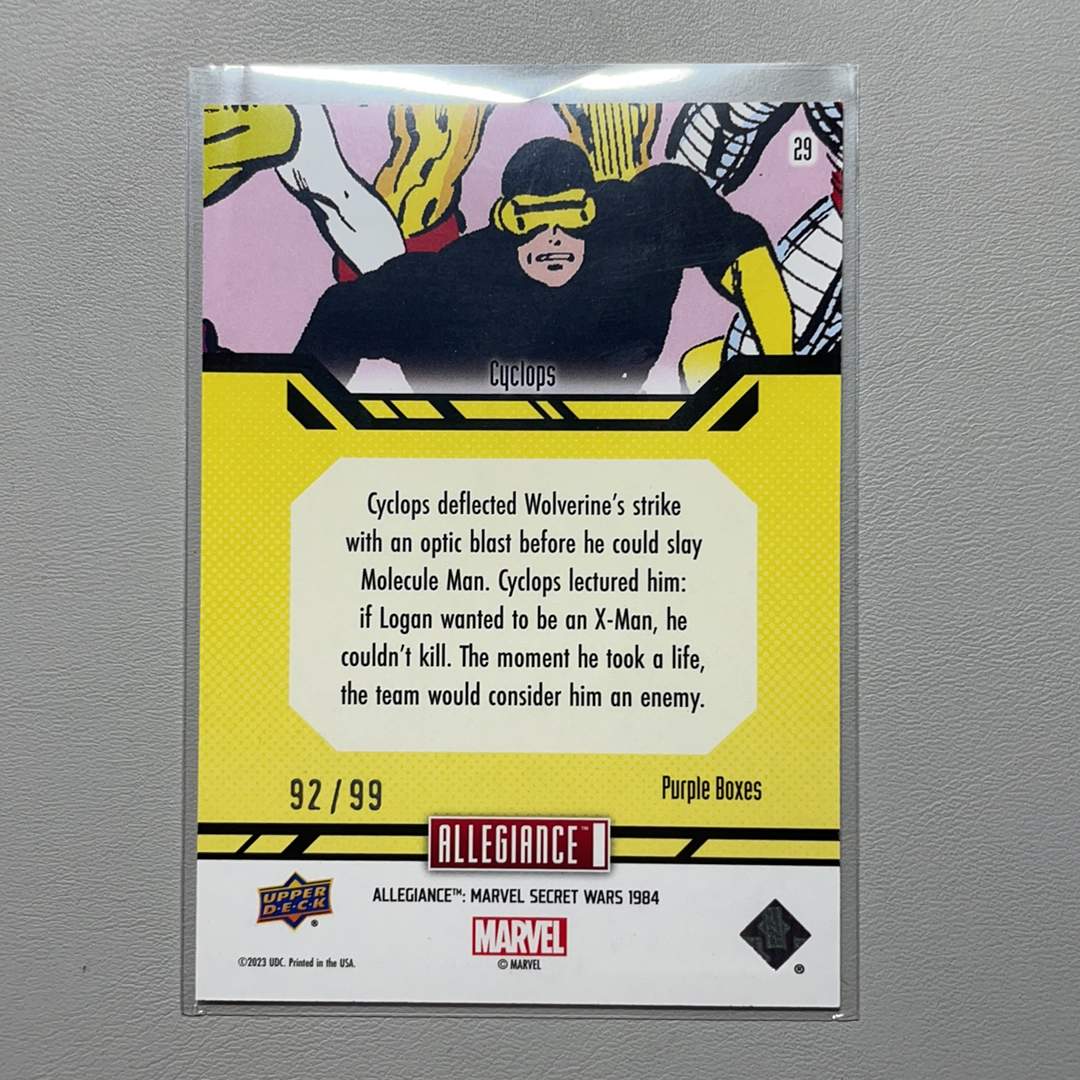 29
Cyclops
Cyclops deflected Wolverine's strike
with an optic blast before he could slay
Molecule Man. Cyclops lectured him:
if Logan wanted to be an X-Man, he
couldn't kill. The moment he took a life,
the team would consider him an enemy.
92/99
Purple Boxes
ALLEGIANCE™
UPPER
D·E·C·K®
ALLEGIANCE™: MARVEL SECRET WARS 1984
MARVEL
© MARVEL
©2023 UDC. Printed in the USA.
®